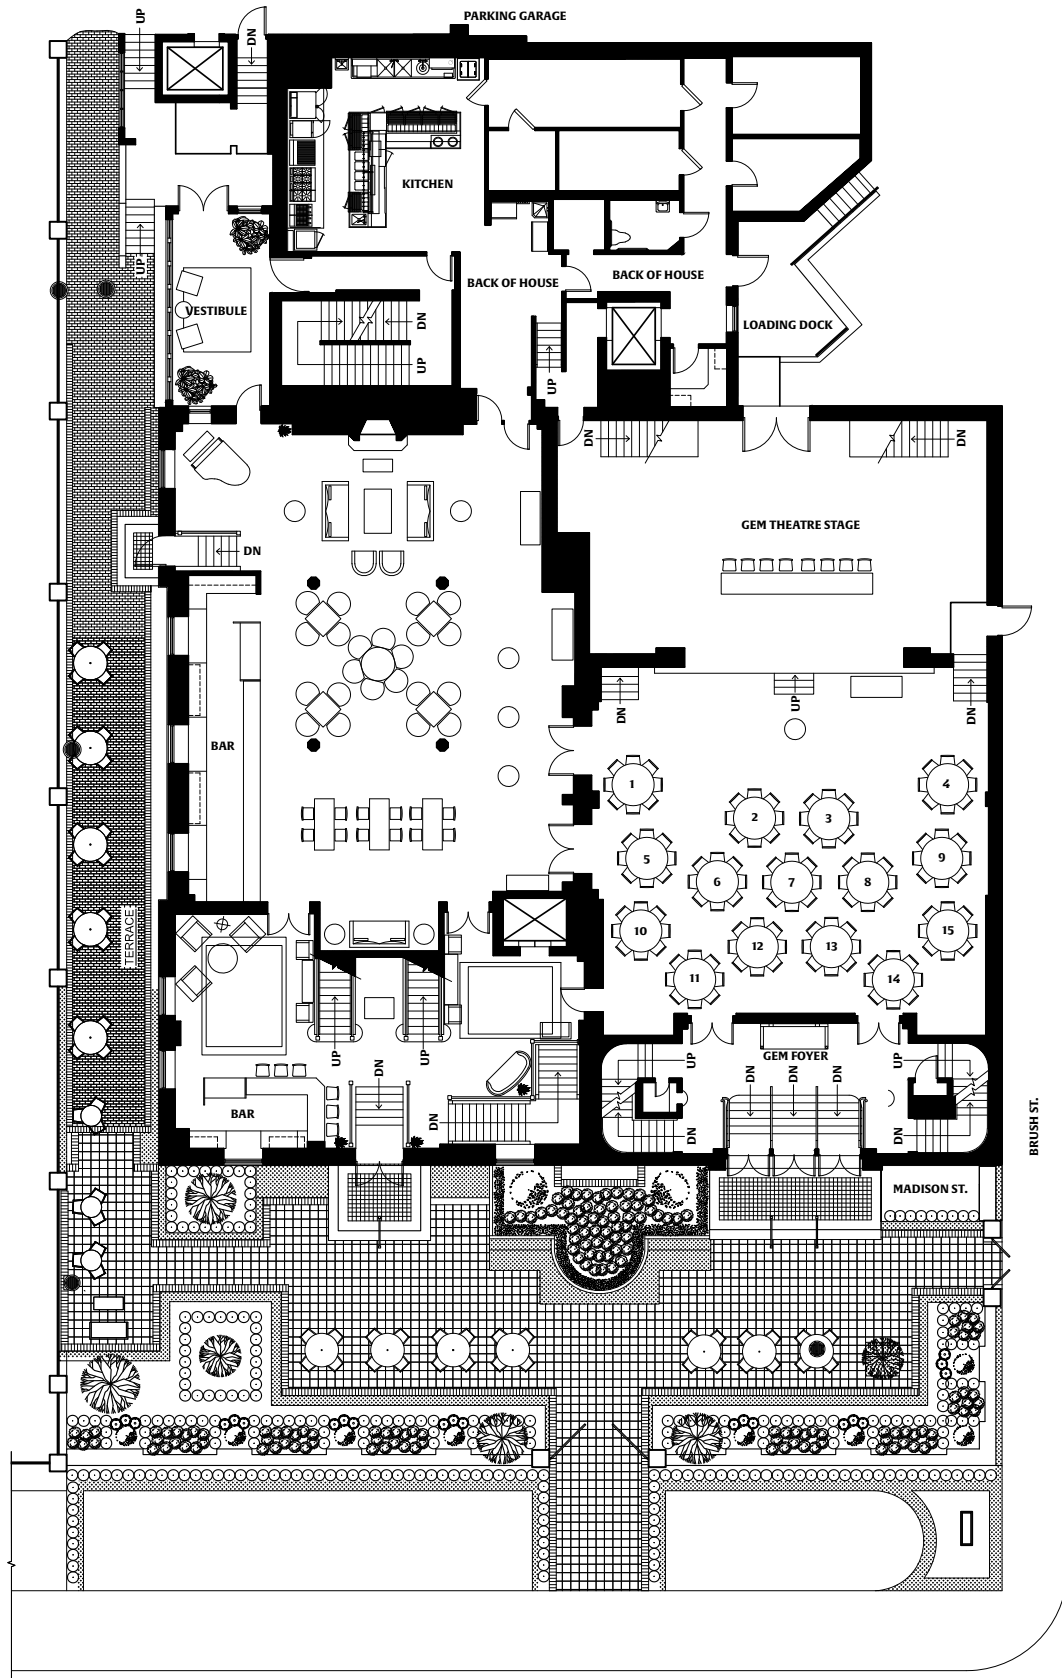 PARKING GARAGE
UP
DN
KITCHEN
BACK OF HOUSE
BACK OF HOUSE
UP
VESTIBULE
DN
UP
LOADING DOCK
UP
DN
DN
GEM THEATRE STAGE
DN
DN
UP
DN
BAR
1
4
2
3
5
9
6
7
8
TERRACE
10
15
12
13
11
14
UP
UP
DN
UP
GEM FOYER
UP
DN
DN
DN
BAR
DN
DN
DN
BRUSH ST.
MADISON ST.